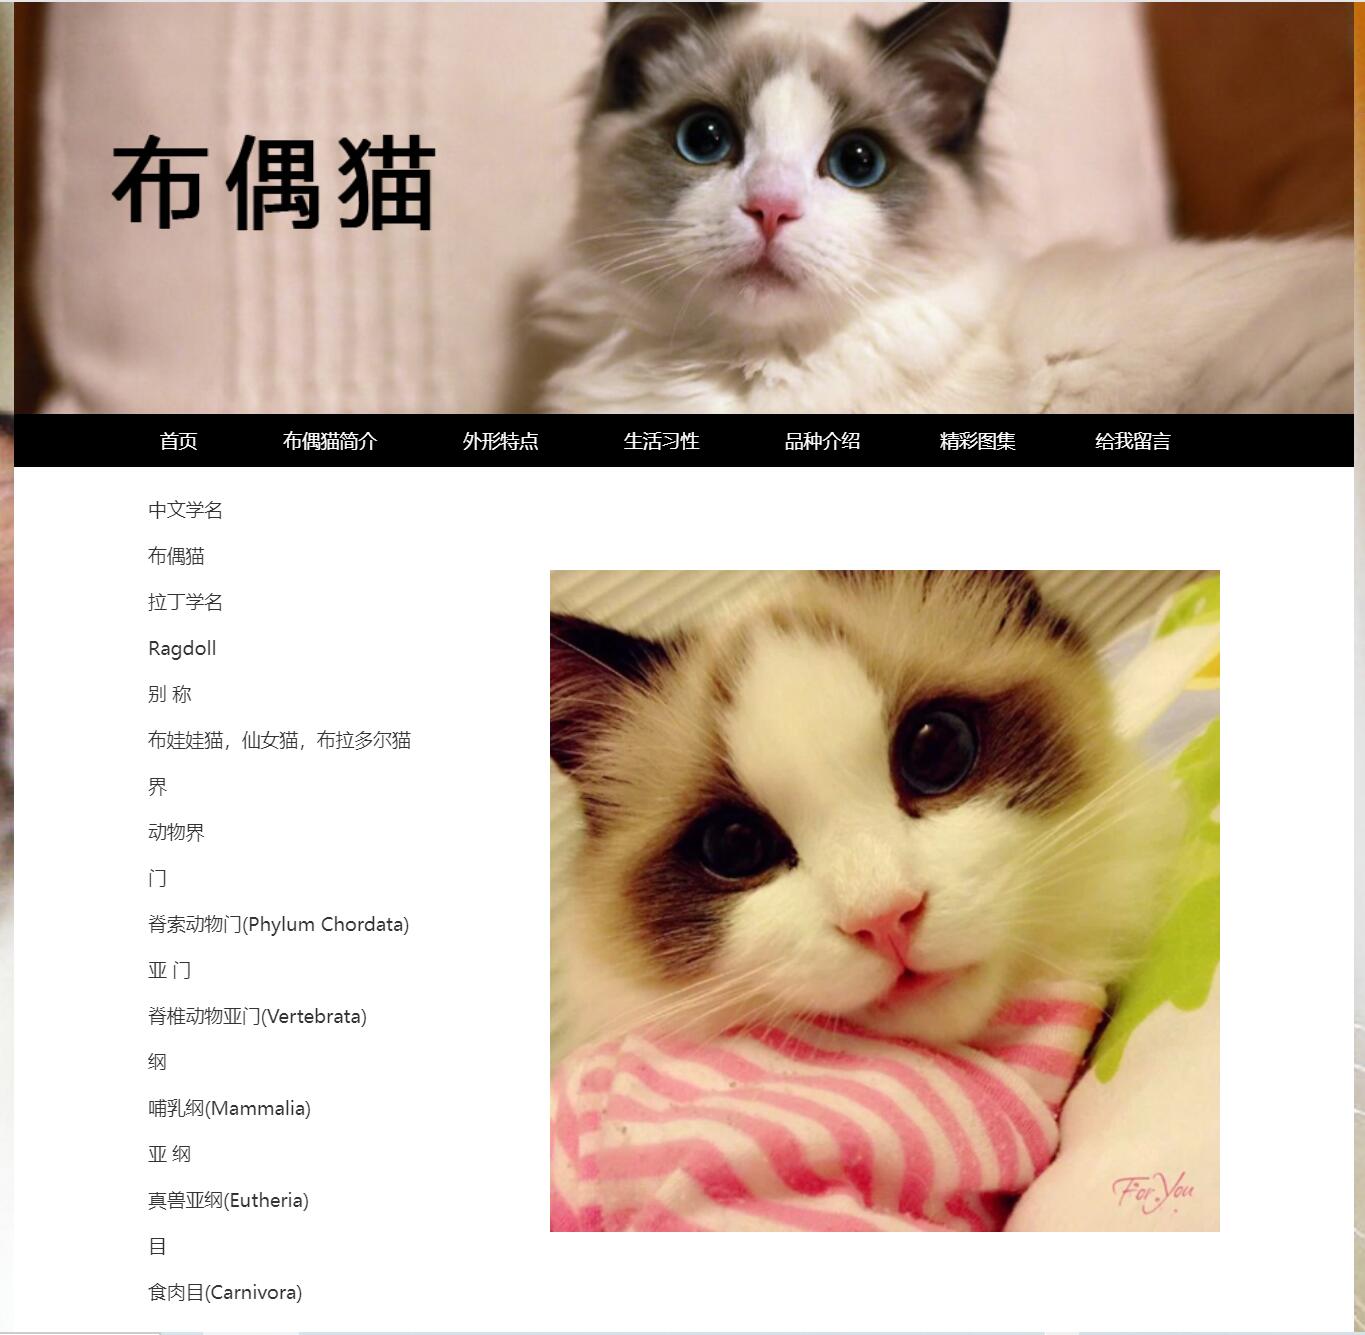 布偶猫
首页 布偶猫简介 外形特点 生活习性 品种介绍 精彩图集 给我留言
中文学名
布偶猫
拉丁学名
Ragdoll
别 称
布娃娃猫，仙女猫，布拉多尔猫
界
动物界
门
脊索动物门(Phylum Chordata)
亚 门
脊椎动物亚门(Vertebrata)
纲
哺乳纲(Mammalia)
亚 纲
真兽亚纲(Eutheria)
目
食肉目(Carnivora)
For You